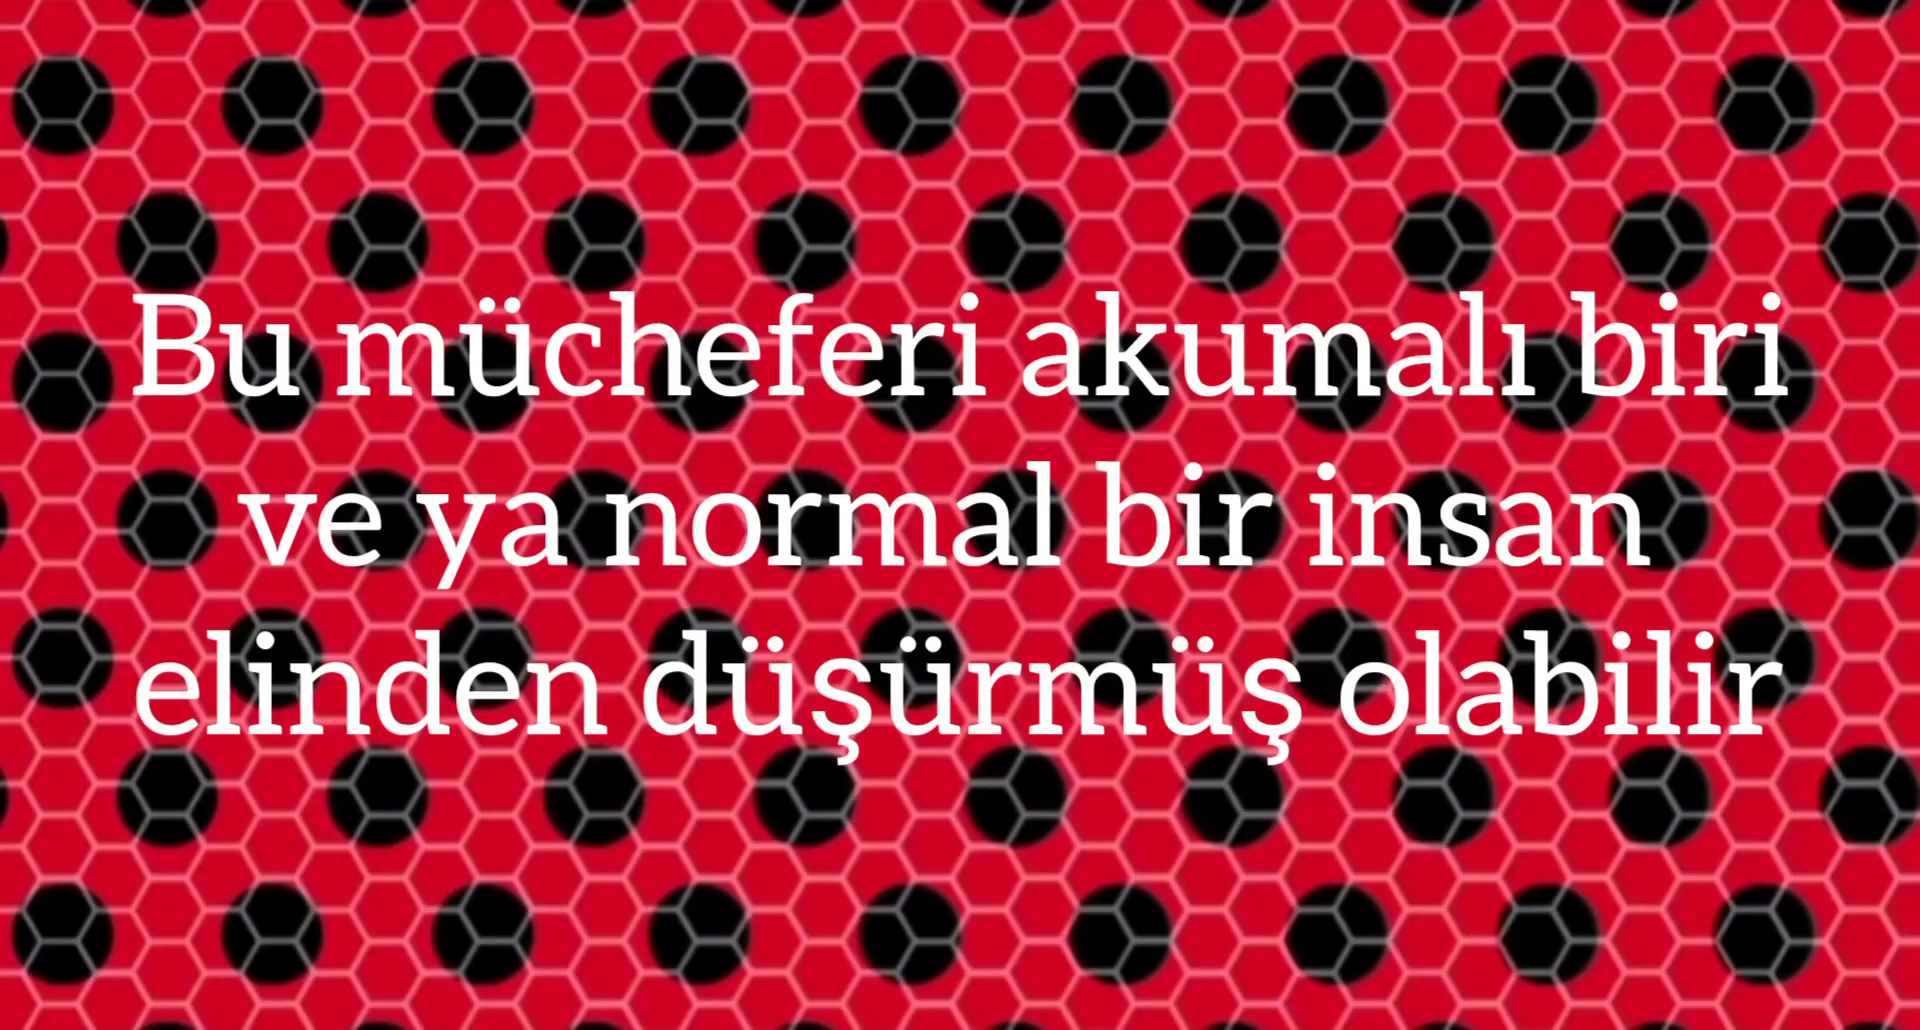 Bu mücheferi akumalı biri
ve ya normal bir insan
elinden düşürmüş olabilir